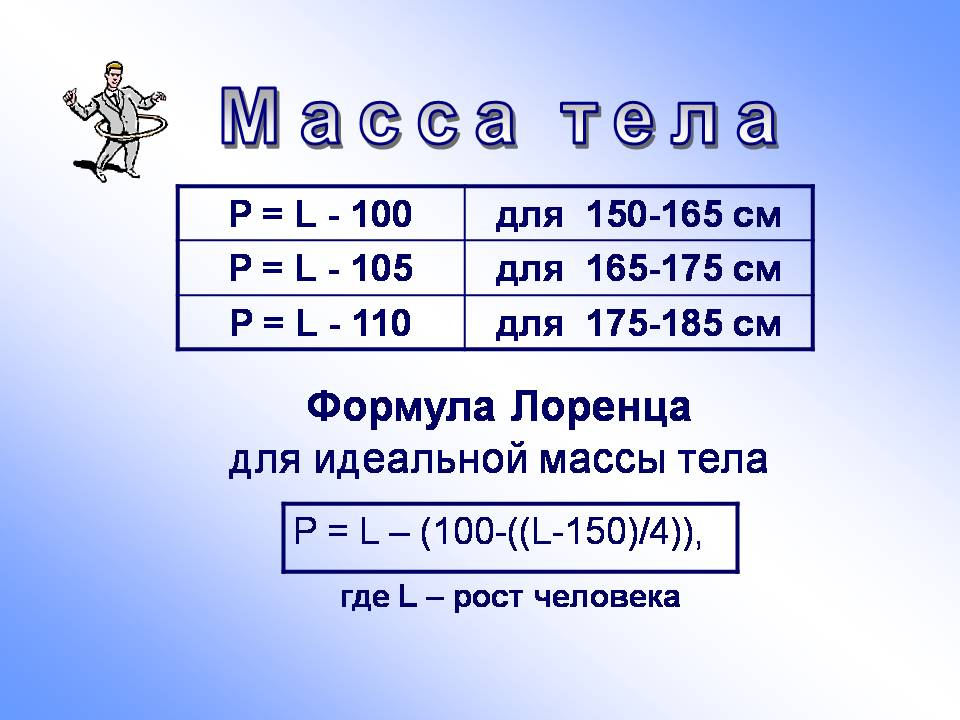 Масса тела
P = L - 100 для 150-165 см
P = L - 105 для 165-175 см
P = L - 110 для 175-185 см
Формула Лоренца
для идеальной массы тела
P = L – (100-((L-150)/4)),
где L – рост человека